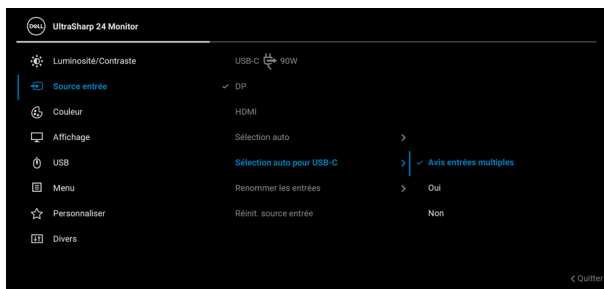 DELL UltraSharp 24 Monitor
Luminosité/Contraste USB-C 90W
Source entrée DP
Couleur HDMI
Affichage Sélection auto
USB Sélection auto pour USB-C Avis entrées multiples
Menu Renommer les entrées Oui
Personnaliser Réinit. source entrée Non
Divers
Quitter